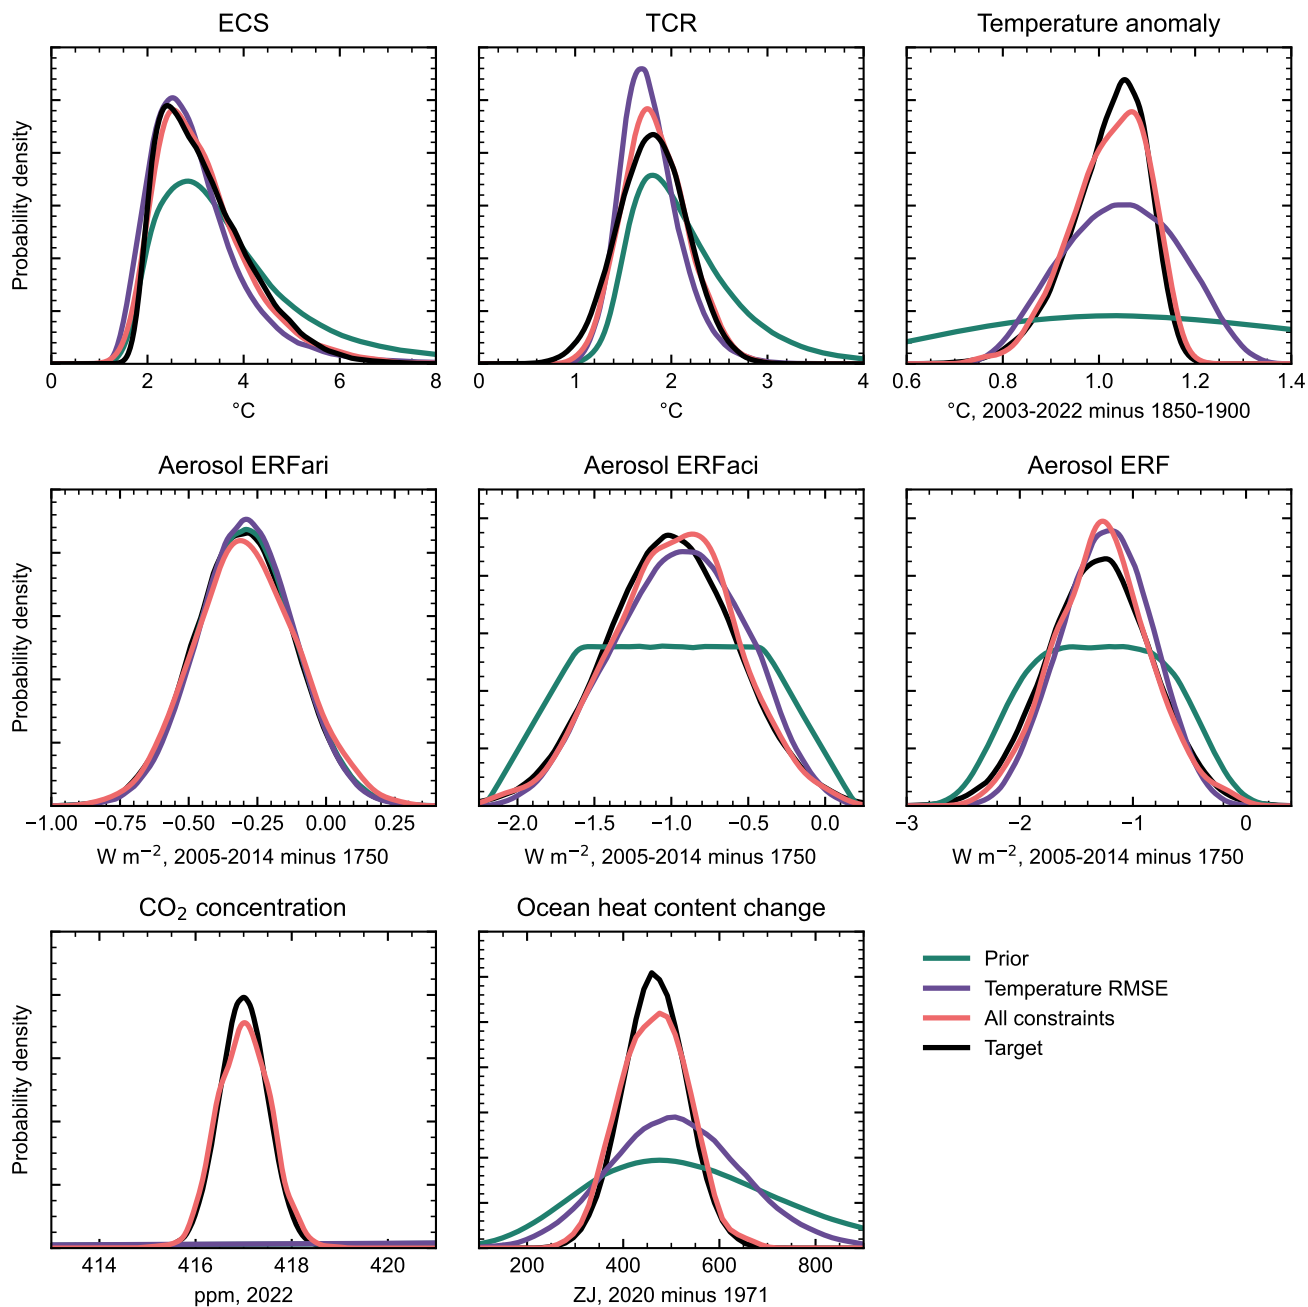 ECS TCR Temperature anomaly
Probability density
0 2 4 6 8 0 1 2 3 4 0.6 0.8 1.0 1.2 1.4
°C °C °C, 2003-2022 minus 1850-1900
Aerosol ERFari Aerosol ERFaci Aerosol ERF
Probability density
−1.00 −0.75 −0.50 −0.25 0.00 0.25 −2.0 −1.5 −1.0 −0.5 0.0 −3 −2 −1 0
W m⁻², 2005-2014 minus 1750 W m⁻², 2005-2014 minus 1750 W m⁻², 2005-2014 minus 1750
CO₂ concentration Ocean heat content change
Probability density
Prior
Temperature RMSE
All constraints
Target
414 416 418 420 200 400 600 800
ppm, 2022 ZJ, 2020 minus 1971